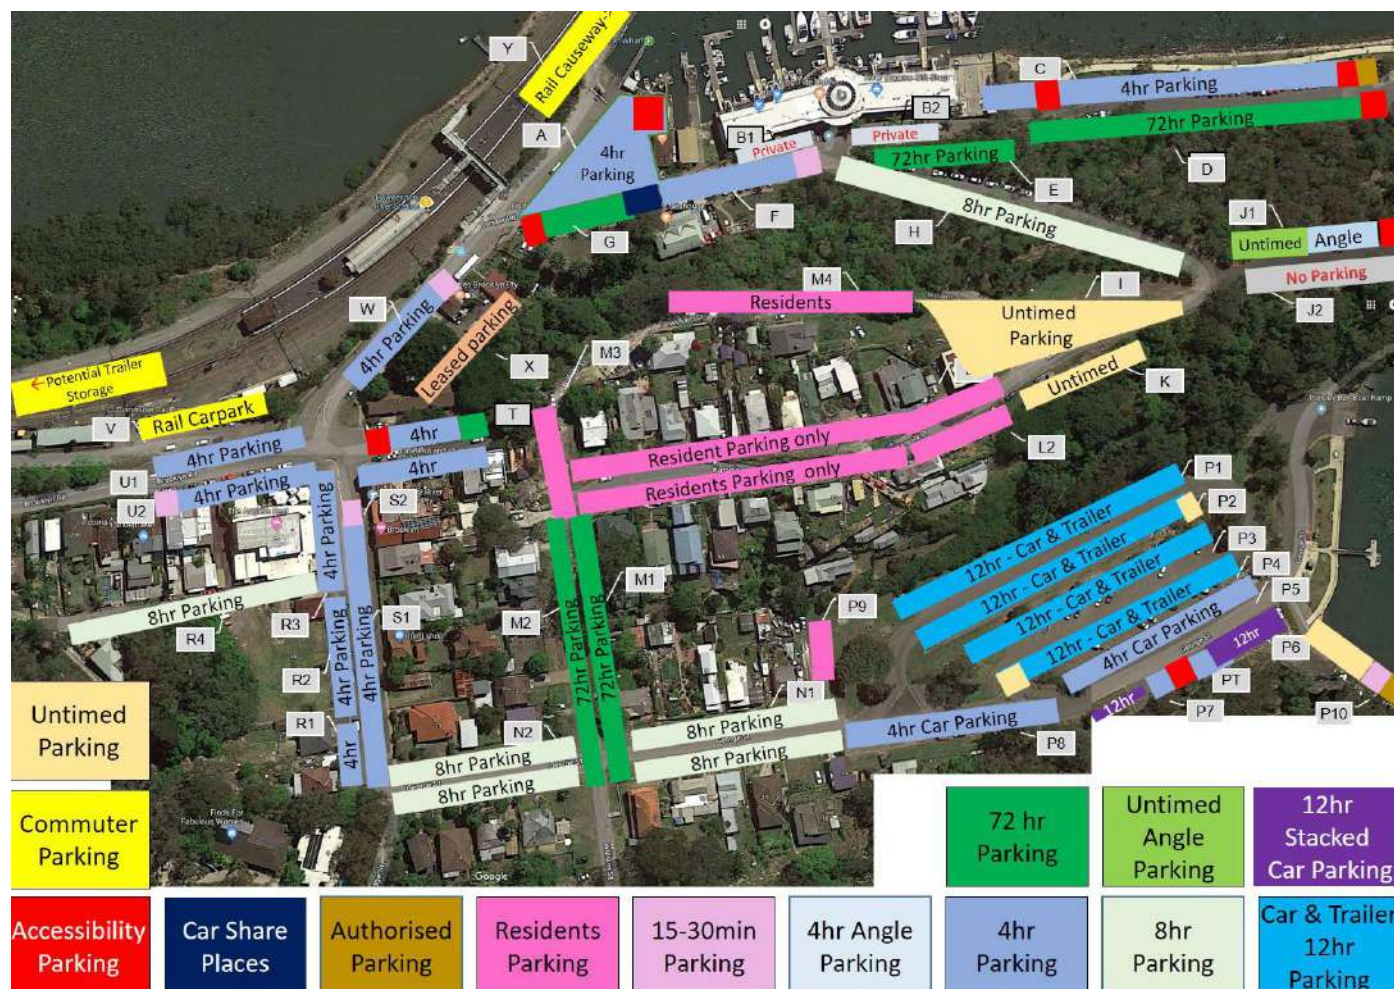 Y
Rail Causeway
C
4hr Parking
A
B2
B1
Private
Private
4hr
Parking
72hr Parking
72hr Parking
D
E
F
G
H
8hr Parking
J1
Untimed
Angle
No Parking
J2
I
M4
Residents
Untimed
Parking
W
4hr Parking
Leased parking
X
M3
K
Untimed
←Potential Trailer
Storage
V
Rail Carpark
T
4hr
4hr Parking
4hr
Resident Parking only
Residents Parking only
L2
U1
4hr Parking
U2
S2
4hr Parking
P1
P2
12hr - Car & Trailer
P3
12hr - Car & Trailer
P4
12hr - Car & Trailer
P5
12hr - Car & Trailer
4hr Car Parking
8hr Parking
R4
R3
S1
M2
M1
P9
12hr
P6
PT
12hr
P7
P10
R2
4hr Parking
4hr Parking
72hr Parking
72hr Parking
R1
4hr
N2
N1
8hr Parking
4hr Car Parking
P8
8hr Parking
8hr Parking
8hr Parking
Finds For
Fabulous Women
Google
Untimed
Parking
Commuter
Parking
72 hr
Parking
Untimed
Angle
Parking
12hr
Stacked
Car Parking
Accessibility
Parking
Car Share
Places
Authorised
Parking
Residents
Parking
15-30min
Parking
4hr Angle
Parking
4hr
Parking
8hr
Parking
Car & Trailer
12hr
Parking